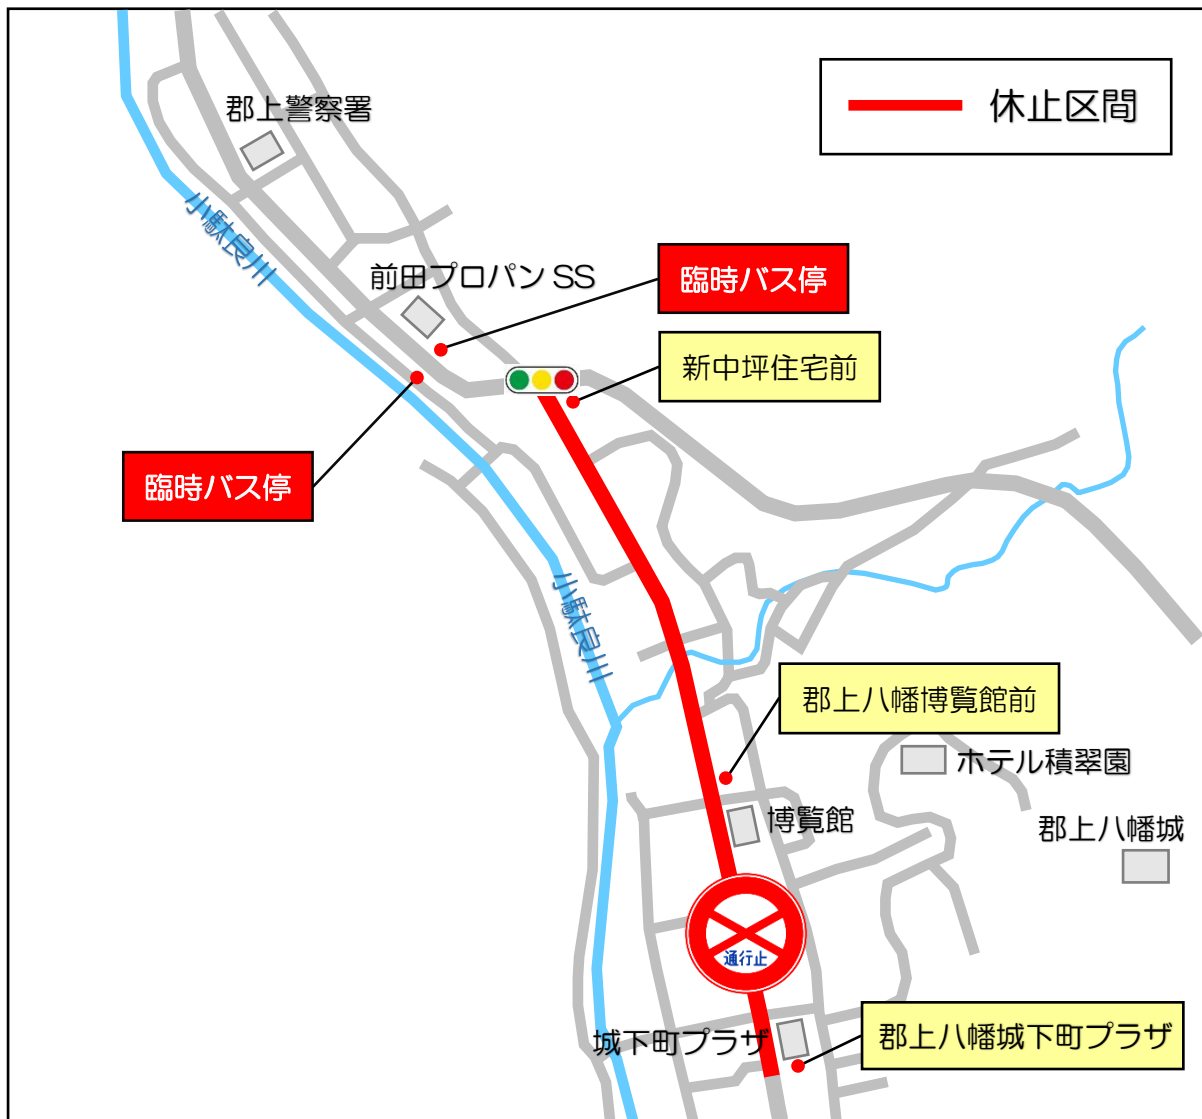 休止区間
郡上警察署
小駄良川
前田プロパン SS
臨時バス停
新中坪住宅前
臨時バス停
小駄良川
郡上八幡博覧館前
ホテル積翠園
博覧館
郡上八幡城
通行止
城下町プラザ
郡上八幡城下町プラザ